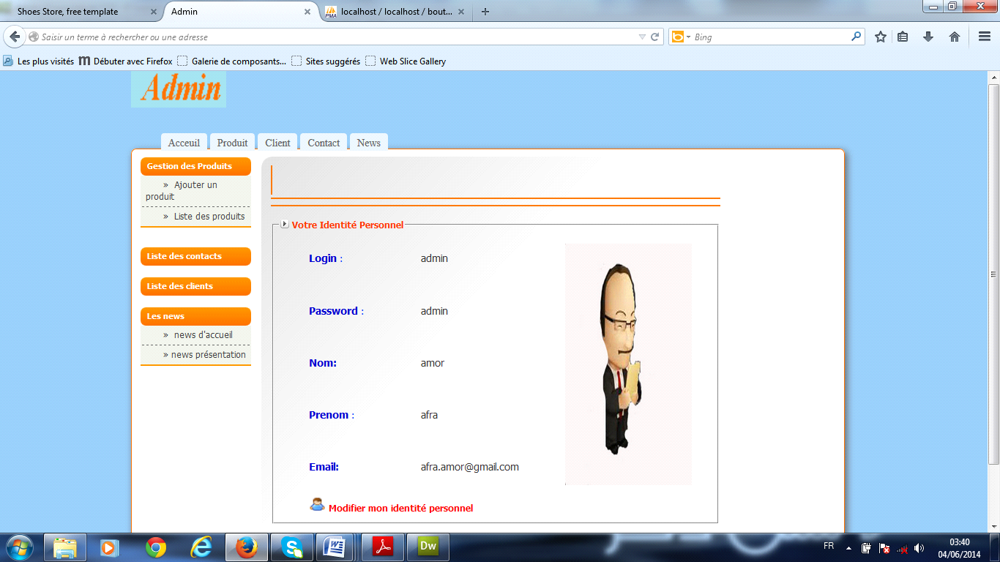 Shoes Store, free template
Admin
localhost / localhost / bout...
Saisir un terme à rechercher ou une adresse
Bing
Les plus visités
Débuter avec Firefox
Galerie de composants...
Sites suggérés
Web Slice Gallery
Admin
Acceuil
Produit
Client
Contact
News
Gestion des Produits
» Ajouter un
produit
» Liste des produits
Liste des contacts
Liste des clients
Les news
» news d'accueil
» news présentation
Votre Identité Personnel
Login : admin
Password : admin
Nom: amor
Prenom : afra
Email: afra.amor@gmail.com
Modifier mon identité personnel
FR
03:40
04/06/2014